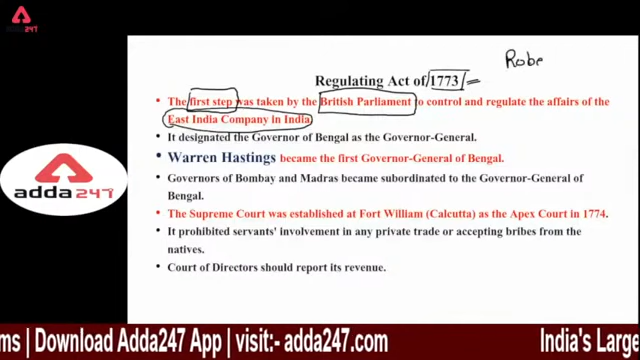 Adda247
Robe
Regulating Act of 1773
• The first step was taken by the British Parliament to control and regulate the affairs of the
East India Company in India.
• It designated the Governor of Bengal as the Governor-General.
• Warren Hastings became the first Governor-General of Bengal.
• Governors of Bombay and Madras became subordinated to the Governor-General of
Bengal.
• The Supreme Court was established at Fort William (Calcutta) as the Apex Court in 1774.
• It prohibited servants' involvement in any private trade or accepting bribes from the
natives.
• Court of Directors should report its revenue.
adda247
ms | Download Adda247 App | visit:- adda247.com
India's Large